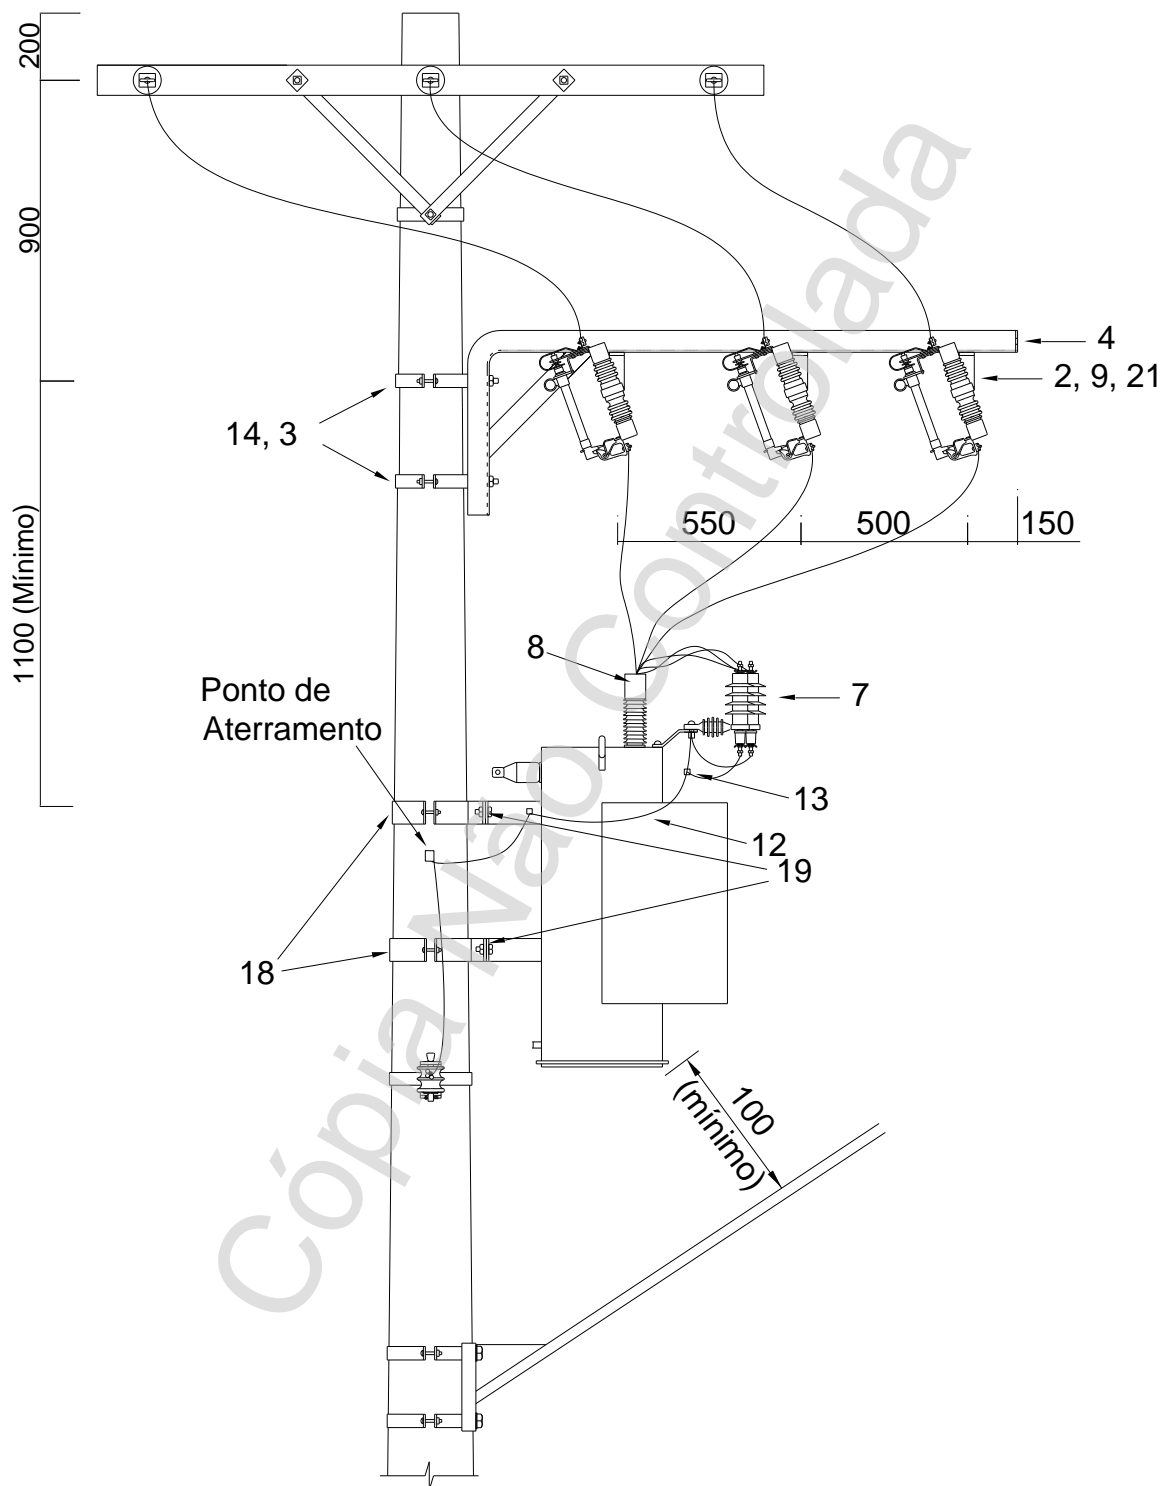 200
900
4
2, 9, 21
14, 3
550
500
150
1100 (Mínimo)
8
7
Ponto de
Aterramento
13
12
19
18
100
(mínimo)
Cópia Não Controlada